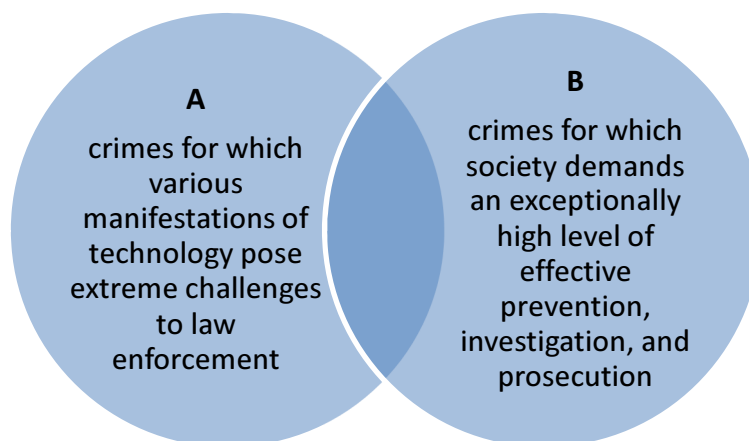 A
crimes for which
various
manifestations of
technology pose
extreme challenges
to law
enforcement
B
crimes for which
society demands
an exceptionally
high level of
effective
prevention,
investigation, and
prosecution